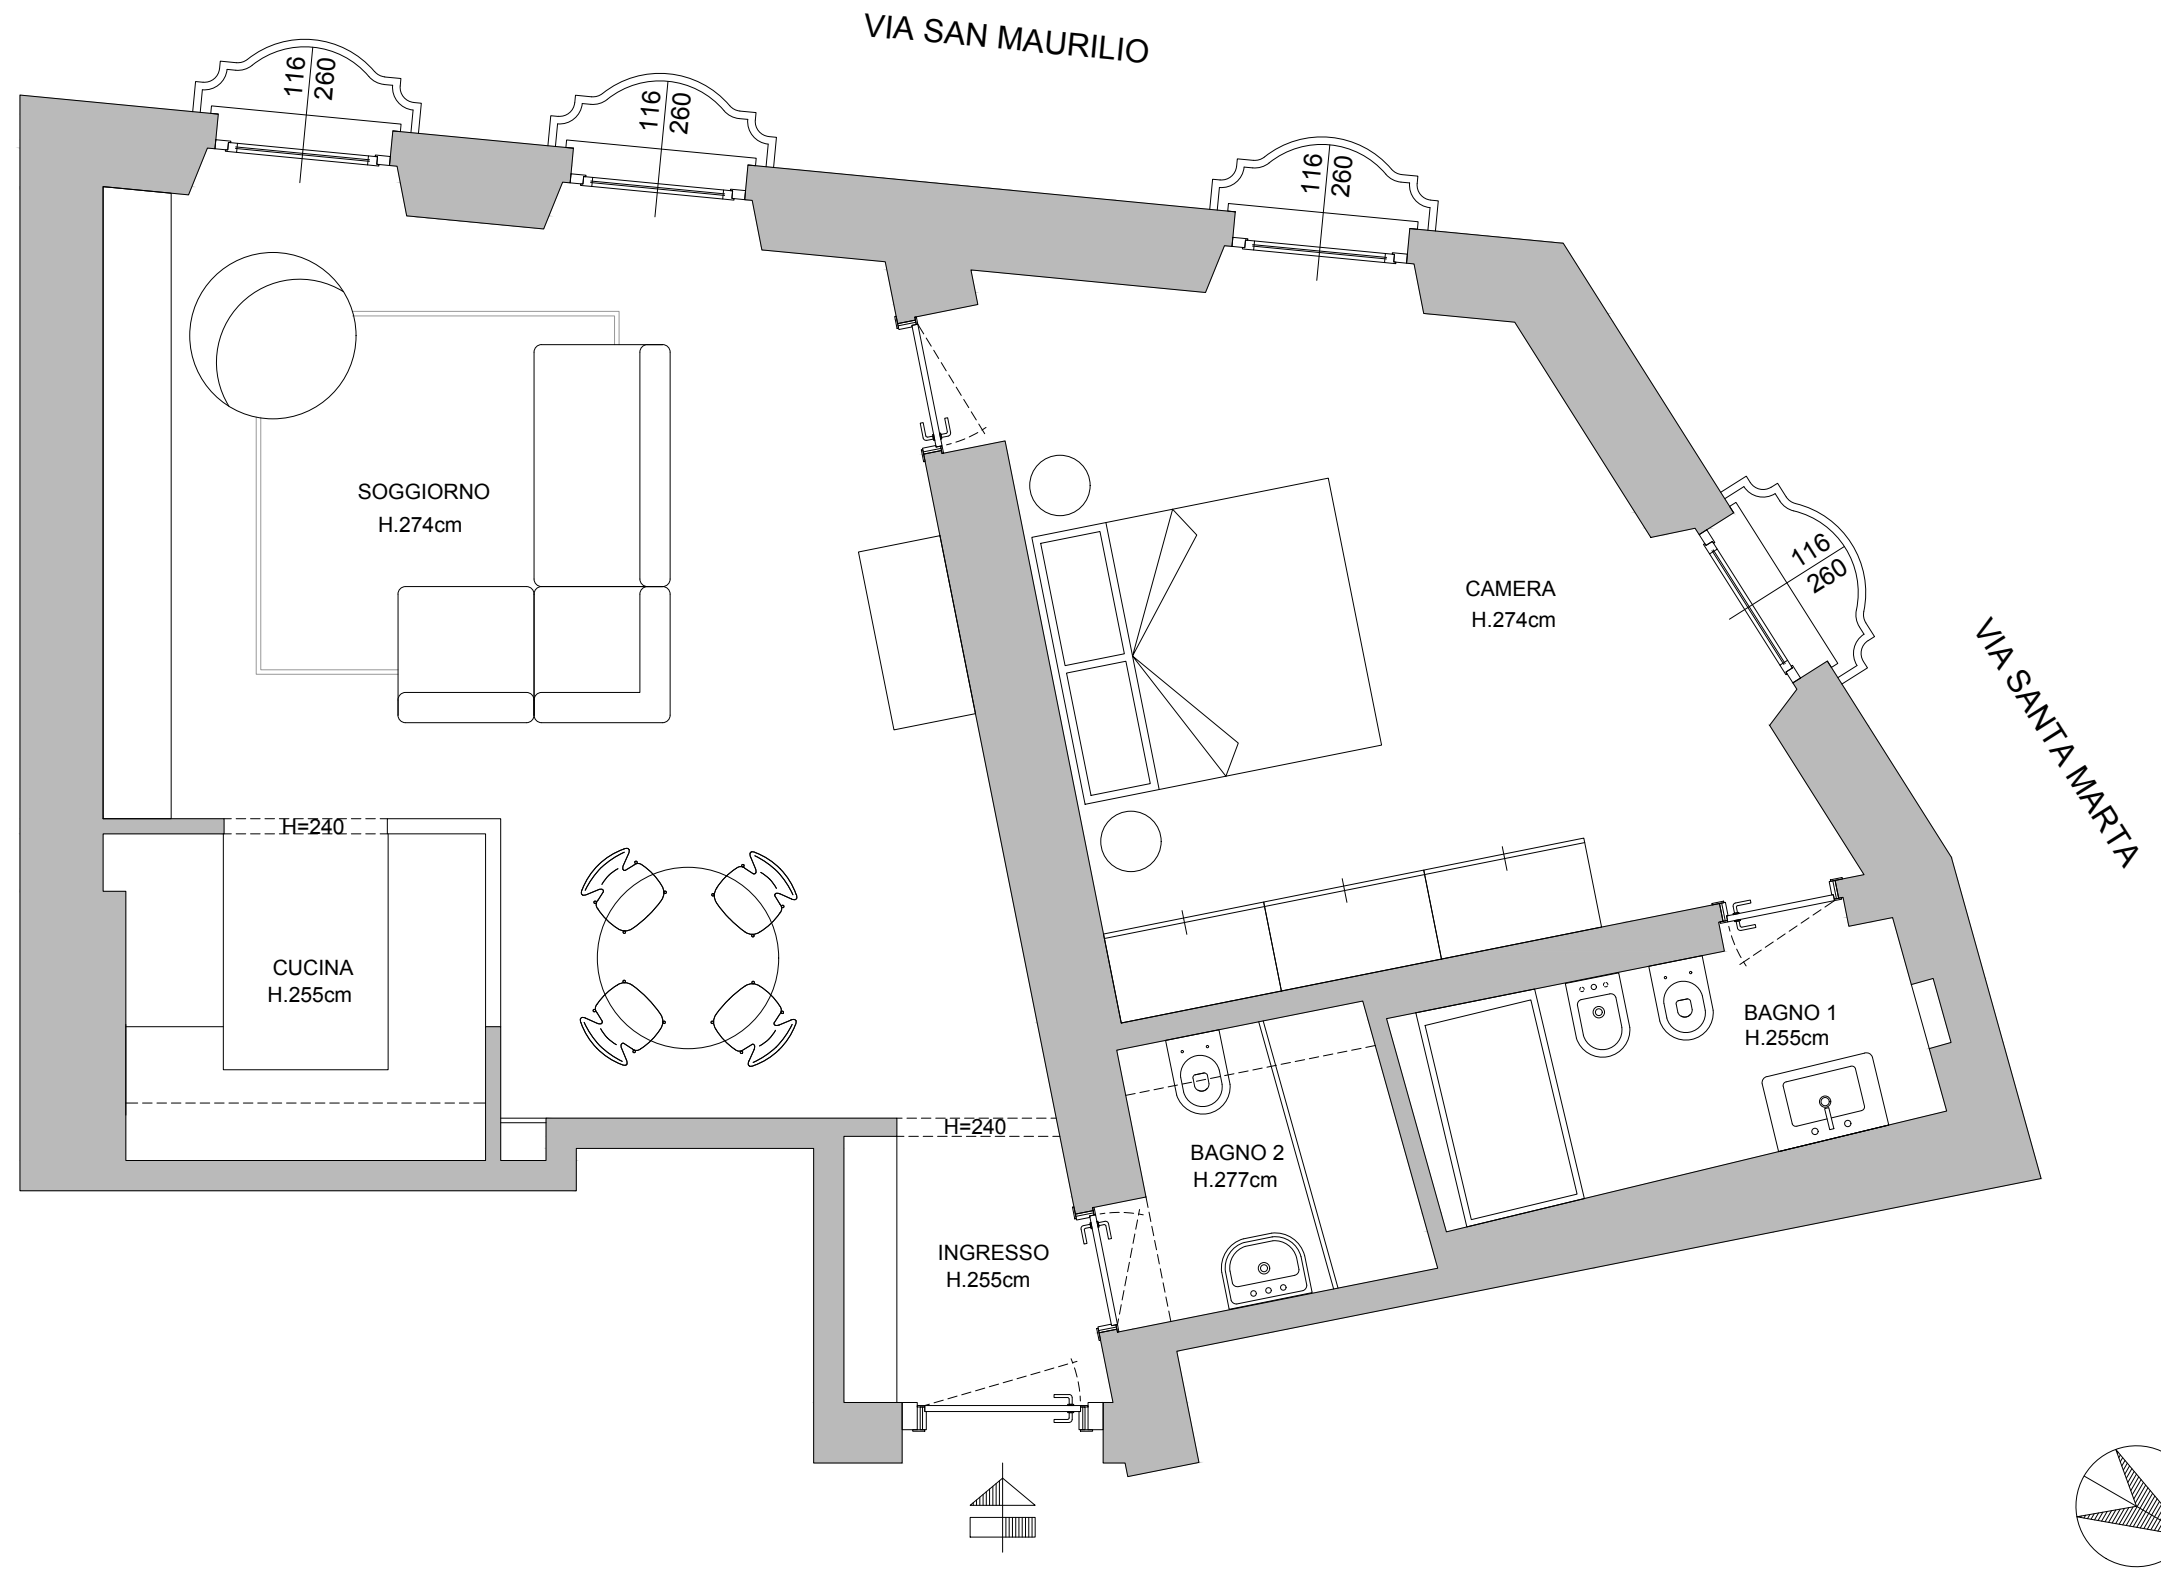 VIA SAN MAURILIO
116
260
116
260
116
260
116
260
SOGGIORNO
H.274cm
CAMERA
H.274cm
VIA SANTA MARTA
H=240
CUCINA
H.255cm
BAGNO 1
H.255cm
H=240
BAGNO 2
H.277cm
INGRESSO
H.255cm